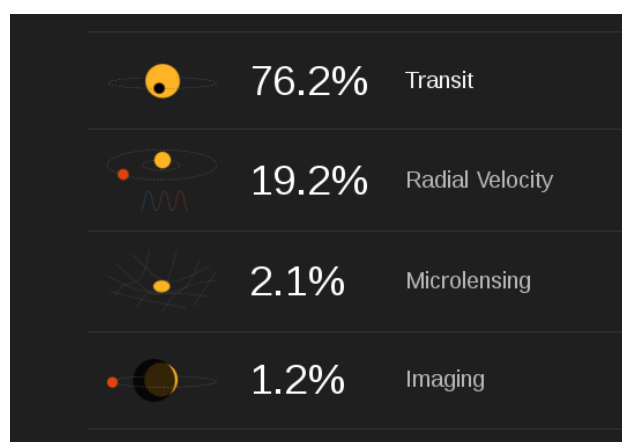 76.2% Transit
19.2% Radial Velocity
2.1% Microlensing
1.2% Imaging